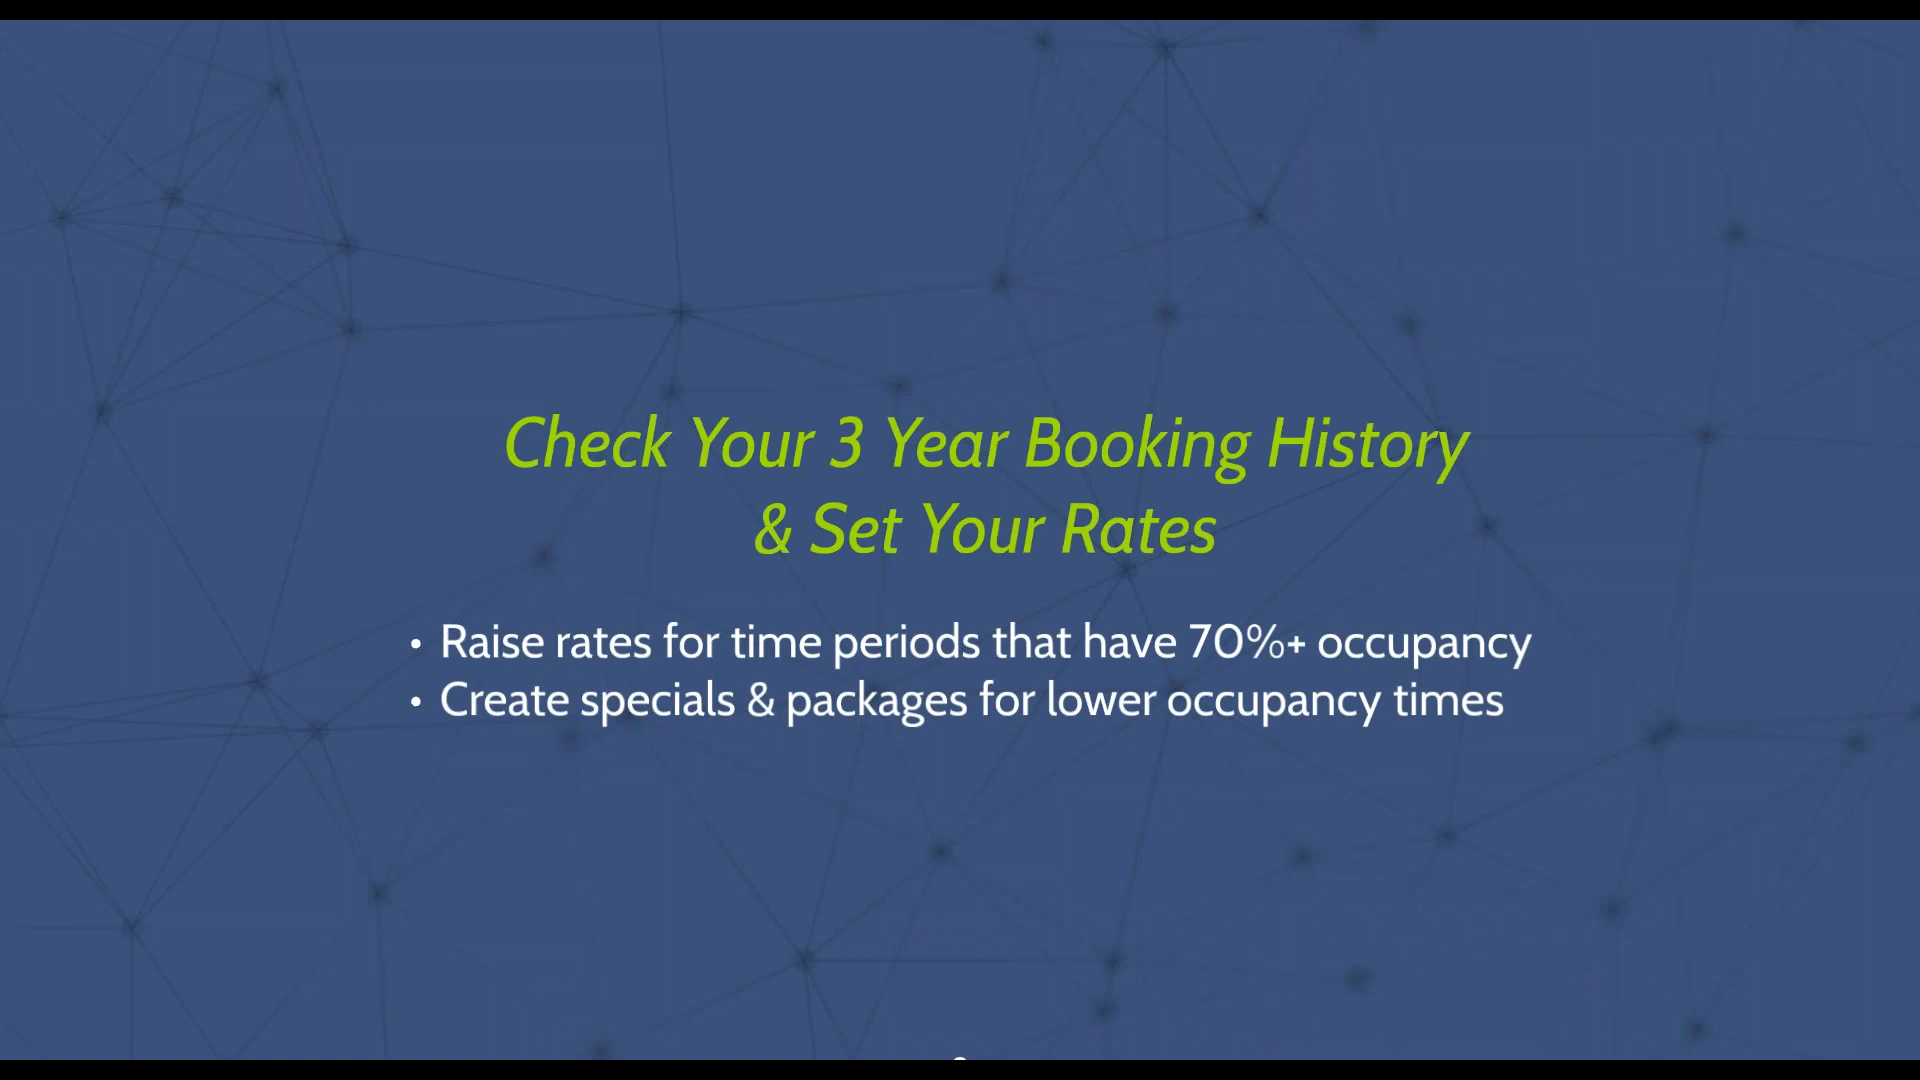 Check Your 3 Year Booking History
& Set Your Rates
• Raise rates for time periods that have 70%+ occupancy
• Create specials & packages for lower occupancy times